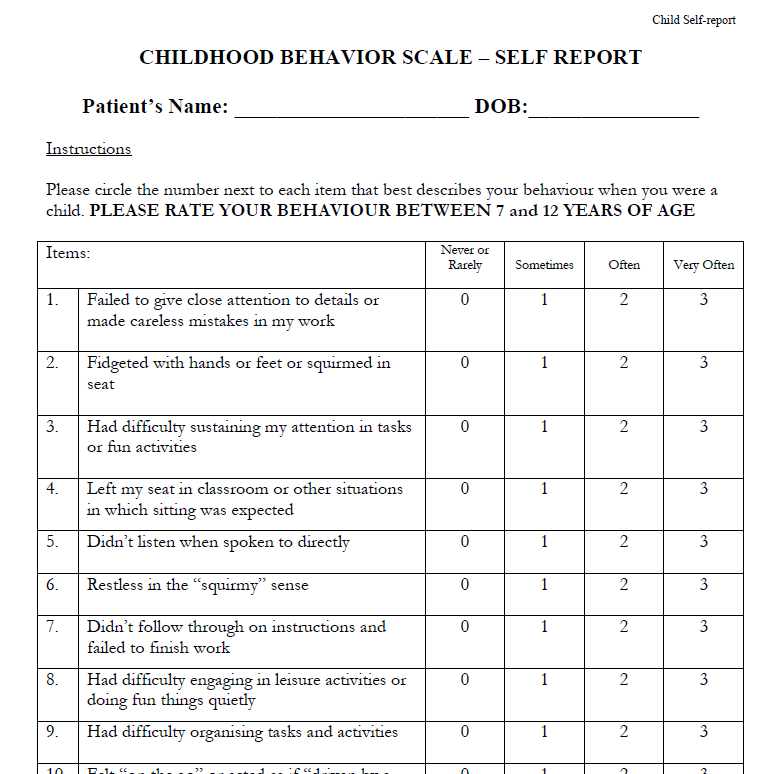 Child Self-report
CHILDHOOD BEHAVIOR SCALE – SELF REPORT
Patient’s Name: ______________________ DOB:________________
Instructions
Please circle the number next to each item that best describes your behaviour when you were a
child. PLEASE RATE YOUR BEHAVIOUR BETWEEN 7 and 12 YEARS OF AGE
Items: Never or
Rarely Sometimes Often Very Often
1. Failed to give close attention to details or 0 1 2 3
made careless mistakes in my work
2. Fidgeted with hands or feet or squirmed in 0 1 2 3
seat
3. Had difficulty sustaining my attention in tasks 0 1 2 3
or fun activities
4. Left my seat in classroom or other situations 0 1 2 3
in which sitting was expected
5. Didn’t listen when spoken to directly 0 1 2 3
6. Restless in the “squirmy” sense 0 1 2 3
7. Didn’t follow through on instructions and 0 1 2 3
failed to finish work
8. Had difficulty engaging in leisure activities or 0 1 2 3
doing fun things quietly
9. Had difficulty organising tasks and activities 0 1 2 3
10. Felt “on the go” or acted as if “driven by a 0 1 2 3